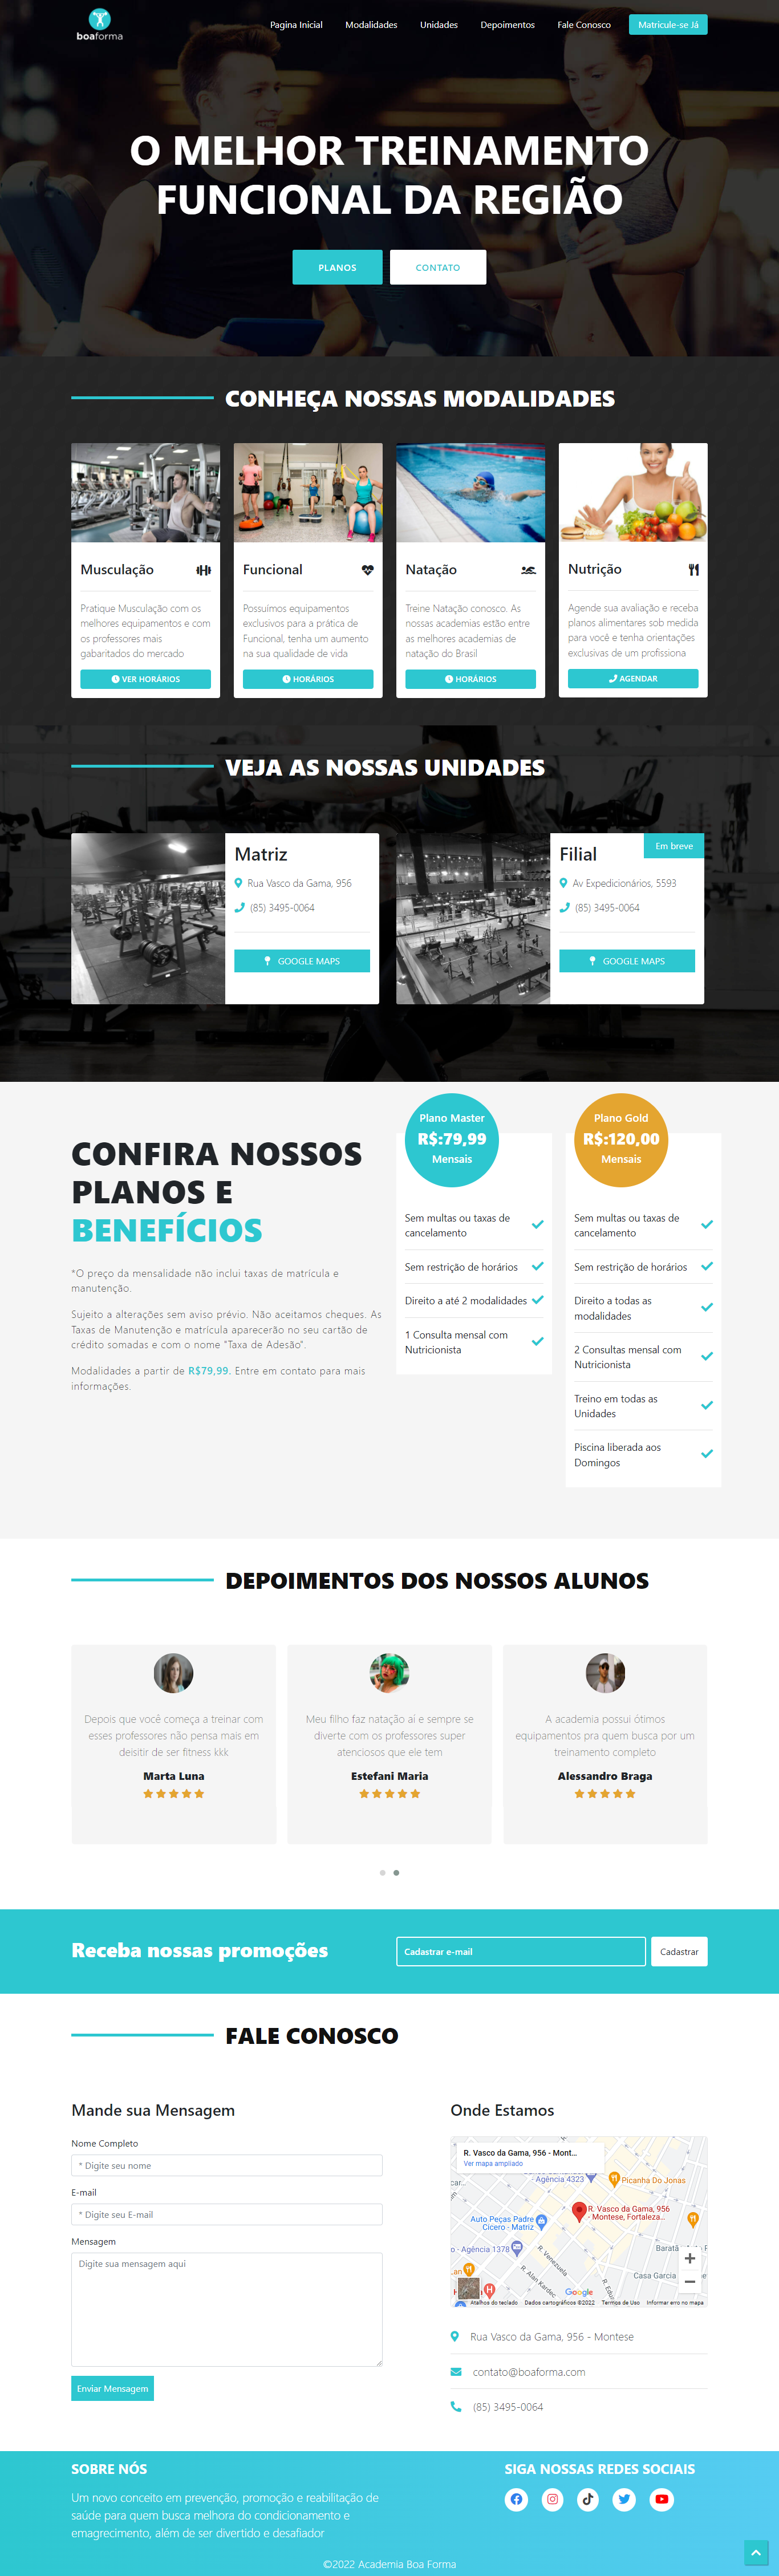 boaforma
Pagina Inicial
Modalidades
Unidades
Depoimentos
Fale Conosco
Matricule-se Já
O MELHOR TREINAMENTO
FUNCIONAL DA REGIÃO
PLANOS
CONTATO
CONHEÇA NOSSAS MODALIDADES
Musculação
Pratique Musculação com os
melhores equipamentos e com
os professores mais
gabaritados do mercado
VER HORÁRIOS
Funcional
Possuímos equipamentos
exclusivos para a prática de
Funcional, tenha um aumento
na sua qualidade de vida
HORÁRIOS
Natação
Treine Natação conosco. As
nossas academias estão entre
as melhores academias de
natação do Brasil
HORÁRIOS
Nutrição
Agende sua avaliação e receba
planos alimentares sob medida
para você e tenha orientações
exclusivas de um profissiona
AGENDAR
VEJA AS NOSSAS UNIDADES
Matriz
Rua Vasco da Gama, 956
(85) 3495-0064
GOOGLE MAPS
Filial
Em breve
Av Expedicionários, 5593
(85) 3495-0064
GOOGLE MAPS
CONFIRA NOSSOS
PLANOS E
BENEFÍCIOS
*O preço da mensalidade não inclui taxas de matrícula e
manutenção.
Sujeito a alterações sem aviso prévio. Não aceitamos cheques. As
Taxas de Manutenção e matrícula aparecerão no seu cartão de
crédito somadas e com o nome "Taxa de Adesão".
Modalidades a partir de R$79,99. Entre em contato para mais
informações.
Plano Master
R$:79,99
Mensais
Sem multas ou taxas de
cancelamento
Sem restrição de horários
Direito a até 2 modalidades
1 Consulta mensal com
Nutricionista
Plano Gold
R$:120,00
Mensais
Sem multas ou taxas de
cancelamento
Sem restrição de horários
Direito a todas as
modalidades
2 Consultas mensal com
Nutricionista
Treino em todas as
Unidades
Piscina liberada aos
Domingos
DEPOIMENTOS DOS NOSSOS ALUNOS
Depois que você começa a treinar com
esses professores não pensa mais em
deisitir de ser fitness kkk
Marta Luna
Meu filho faz natação aí e sempre se
diverte com os professores super
atenciosos que ele tem
Estefani Maria
A academia possui ótimos
equipamentos pra quem busca por um
treinamento completo
Alessandro Braga
Receba nossas promoções
Cadastrar e-mail
Cadastrar
FALE CONOSCO
Mande sua Mensagem
Nome Completo
* Digite seu nome
E-mail
* Digite seu E-mail
Mensagem
Digite sua mensagem aqui
Enviar Mensagem
Onde Estamos
R. Vasco da Gama, 956 - Mont...
Ver mapa ampliado
Agência 4323
Picanha Do Jonas
R. Vasco da Gama, 956
- Montese, Fortaleza...
Auto Peças Padre
Cícero - Matriz
- Agência 1378
R. Venezuela
R. Alan Kardec
Casa Garcia
Google
Atalhos do teclado
Dados cartográficos ©2022
Termos de Uso
Informar erro no mapa
Rua Vasco da Gama, 956 - Montese
contato@boaforma.com
(85) 3495-0064
SOBRE NÓS
Um novo conceito em prevenção, promoção e reabilitação de
saúde para quem busca melhora do condicionamento e
emagrecimento, além de ser divertido e desafiador
SIGA NOSSAS REDES SOCIAIS
©2022 Academia Boa Forma